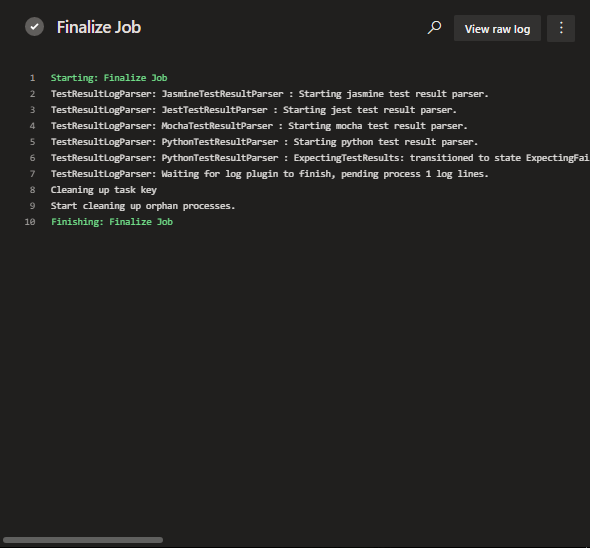 Finalize Job
View raw log
1 Starting: Finalize Job
2 TestResultLogParser: JasmineTestResultParser : Starting jasmine test result parser.
3 TestResultLogParser: JestTestResultParser : Starting jest test result parser.
4 TestResultLogParser: MochaTestResultParser : Starting mocha test result parser.
5 TestResultLogParser: PythonTestResultParser : Starting python test result parser.
6 TestResultLogParser: PythonTestResultParser : ExpectingTestResults: transitioned to state ExpectingFai
7 TestResultLogParser: Waiting for log plugin to finish, pending process 1 log lines.
8 Cleaning up task key
9 Start cleaning up orphan processes.
10 Finishing: Finalize Job